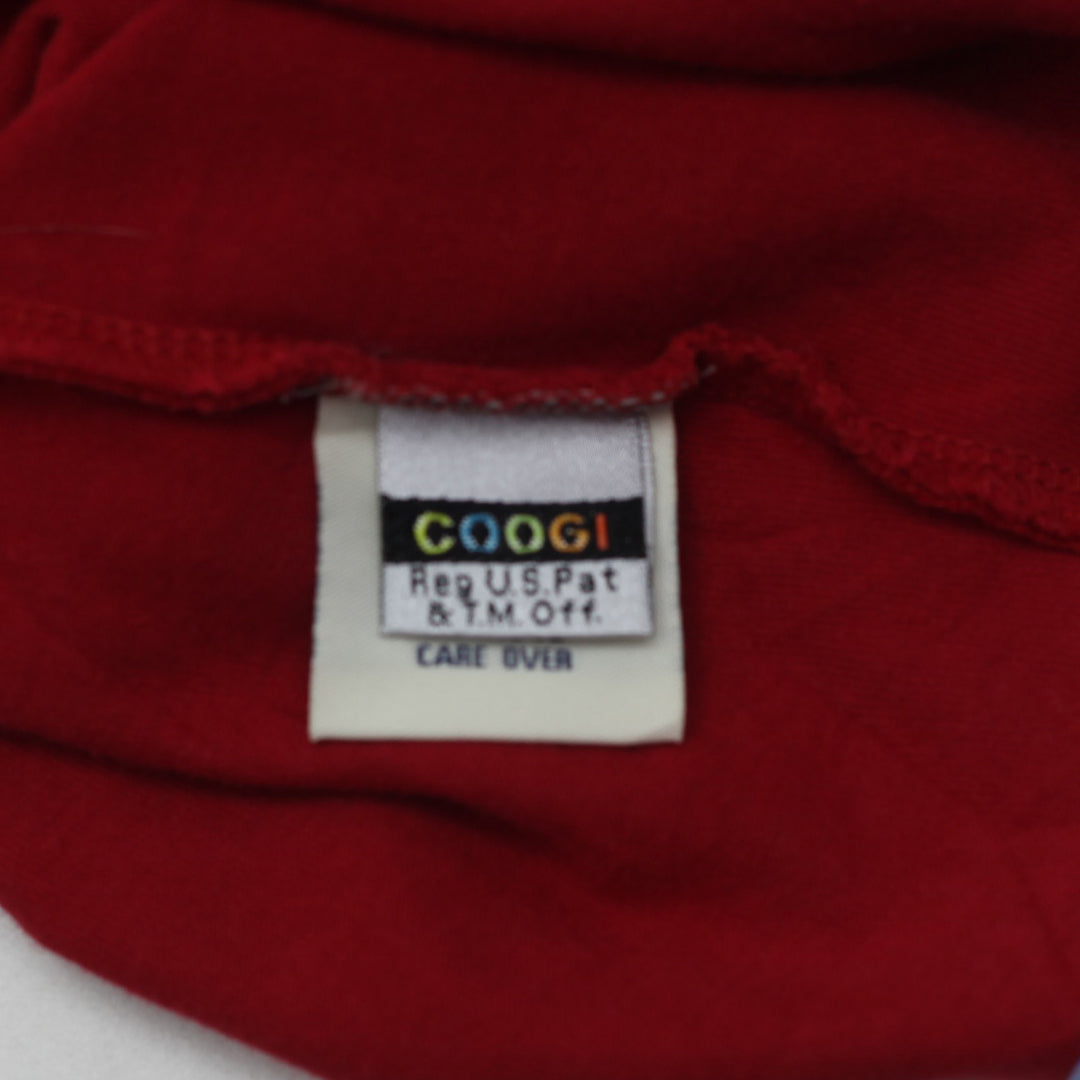 COOGI
Reg U.S.Pat
& T.M. Off.
CARE OVER